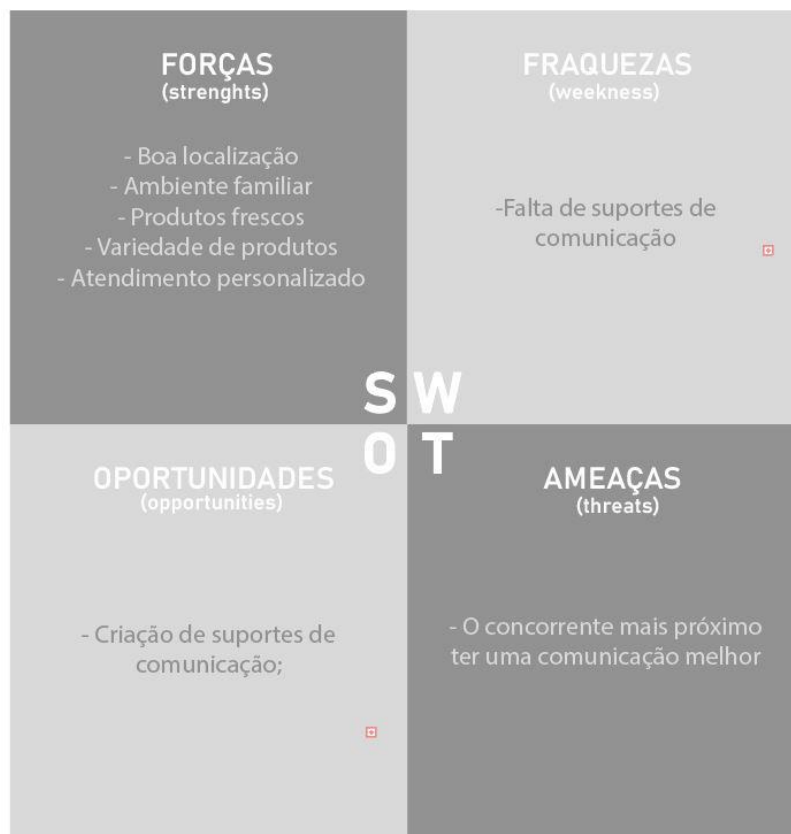 FORÇAS
(strenghts)
- Boa localização
- Ambiente familiar
- Produtos frescos
- Variedade de produtos
- Atendimento personalizado
FRAQUEZAS
(weekness)
-Falta de suportes de
comunicação
S W
O T
OPORTUNIDADES
(opportunities)
- Criação de suportes de
comunicação;
AMEAÇAS
(threats)
- O concorrente mais próximo
ter uma comunicação melhor